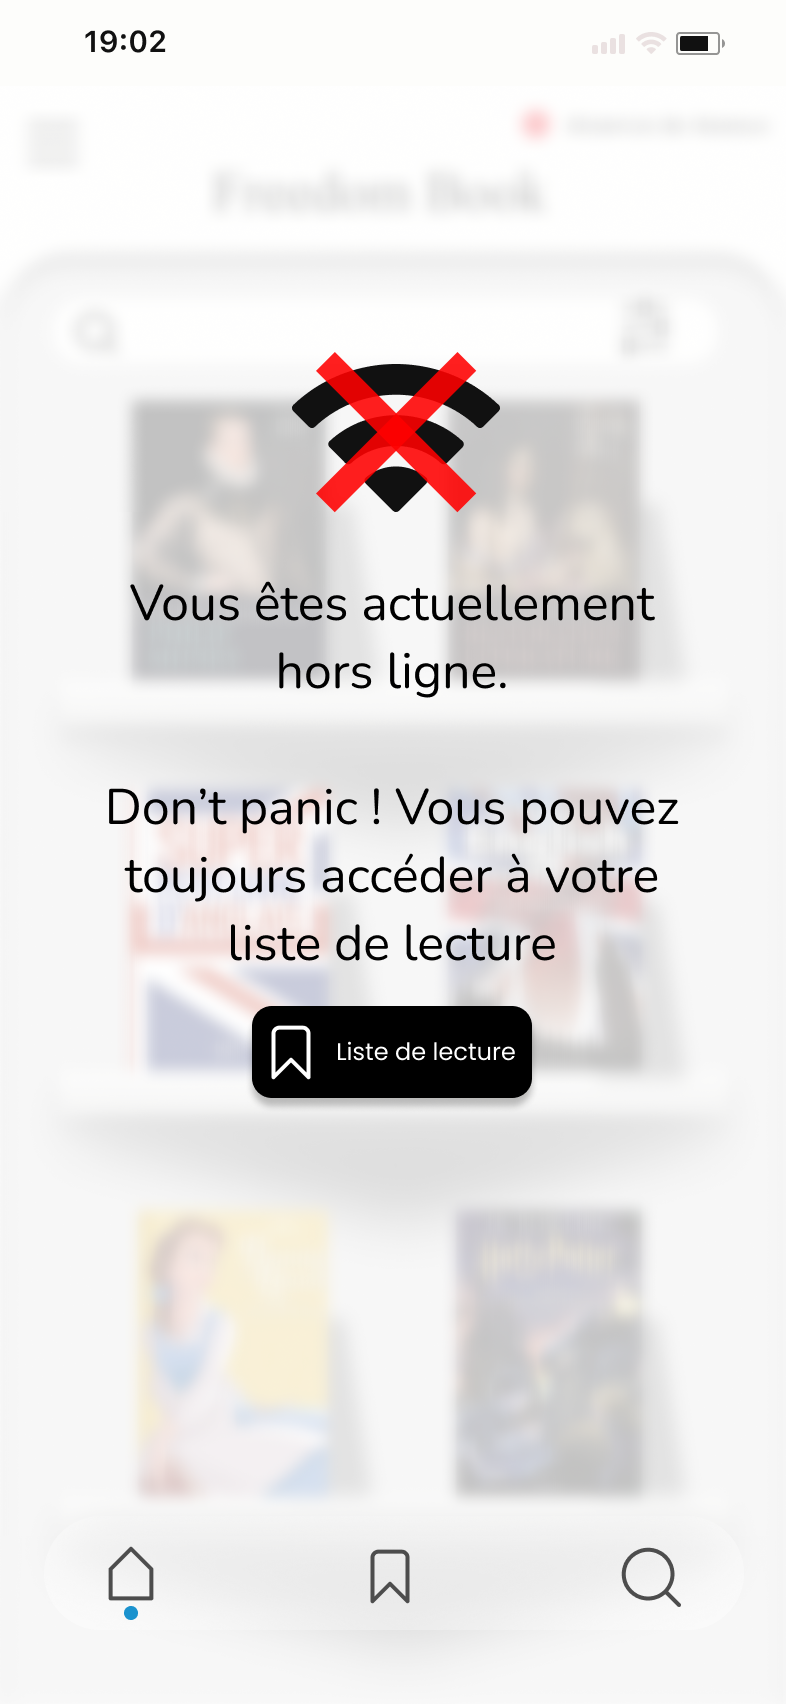 19:02
Freedom Book
Vous êtes actuellement
hors ligne.
Don’t panic ! Vous pouvez
toujours accéder à votre
liste de lecture
Liste de lecture